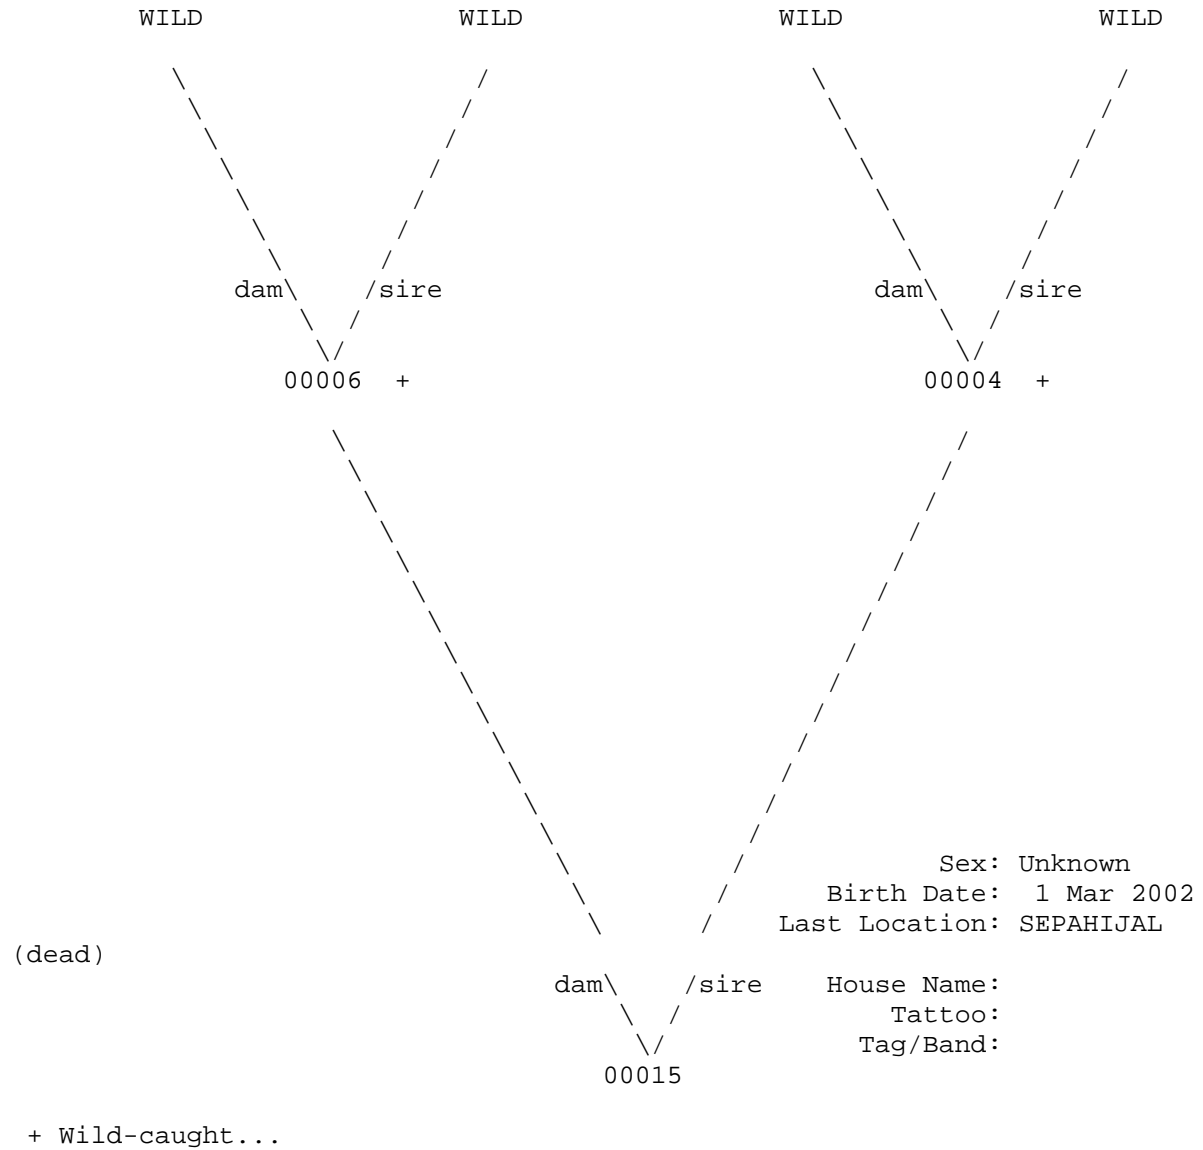 WILD WILD WILD WILD
dam\ /sire dam\ /sire
00006 + 00004 +
Sex: Unknown
Birth Date: 1 Mar 2002
Last Location: SEPAHIJAL
(dead)
dam\ /sire House Name:
Tattoo:
Tag/Band:
00015
+ Wild-caught...